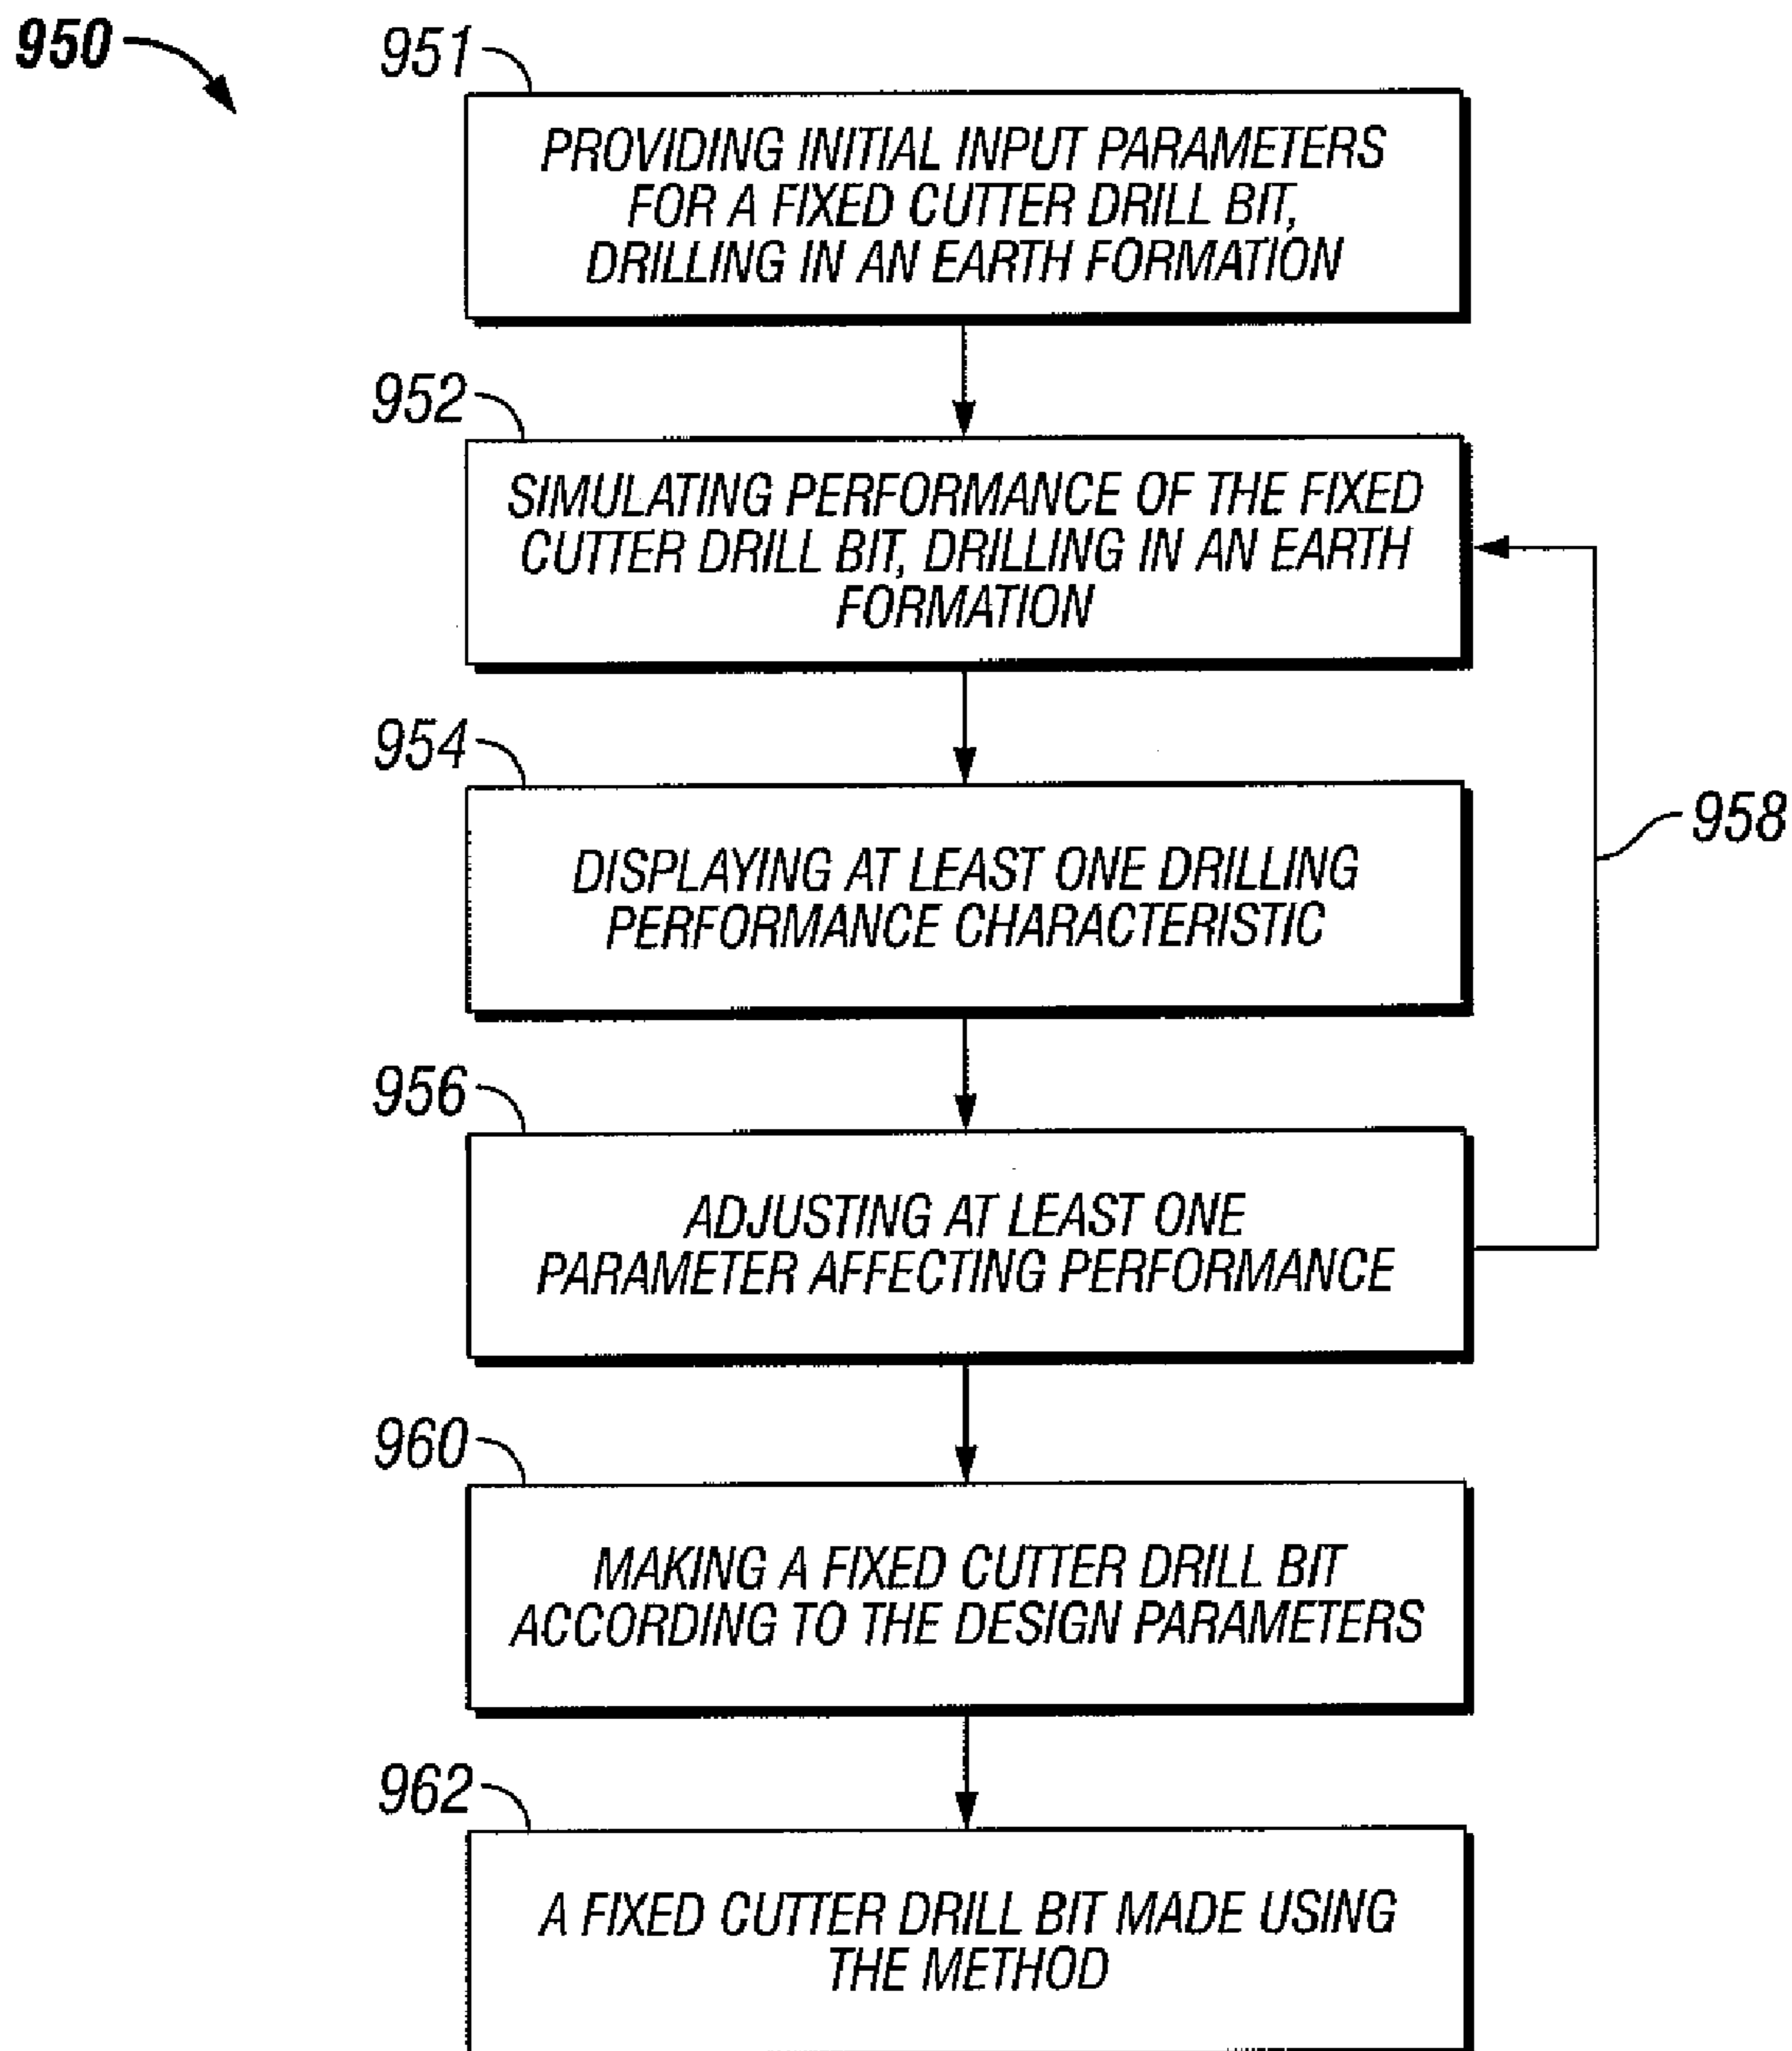 950
951
PROVIDING INITIAL INPUT PARAMETERS
FOR A FIXED CUTTER DRILL BIT,
DRILLING IN AN EARTH FORMATION
952
SIMULATING PERFORMANCE OF THE FIXED
CUTTER DRILL BIT, DRILLING IN AN EARTH
FORMATION
954
DISPLAYING AT LEAST ONE DRILLING
PERFORMANCE CHARACTERISTIC
958
956
ADJUSTING AT LEAST ONE
PARAMETER AFFECTING PERFORMANCE
960
MAKING A FIXED CUTTER DRILL BIT
ACCORDING TO THE DESIGN PARAMETERS
962
A FIXED CUTTER DRILL BIT MADE USING
THE METHOD